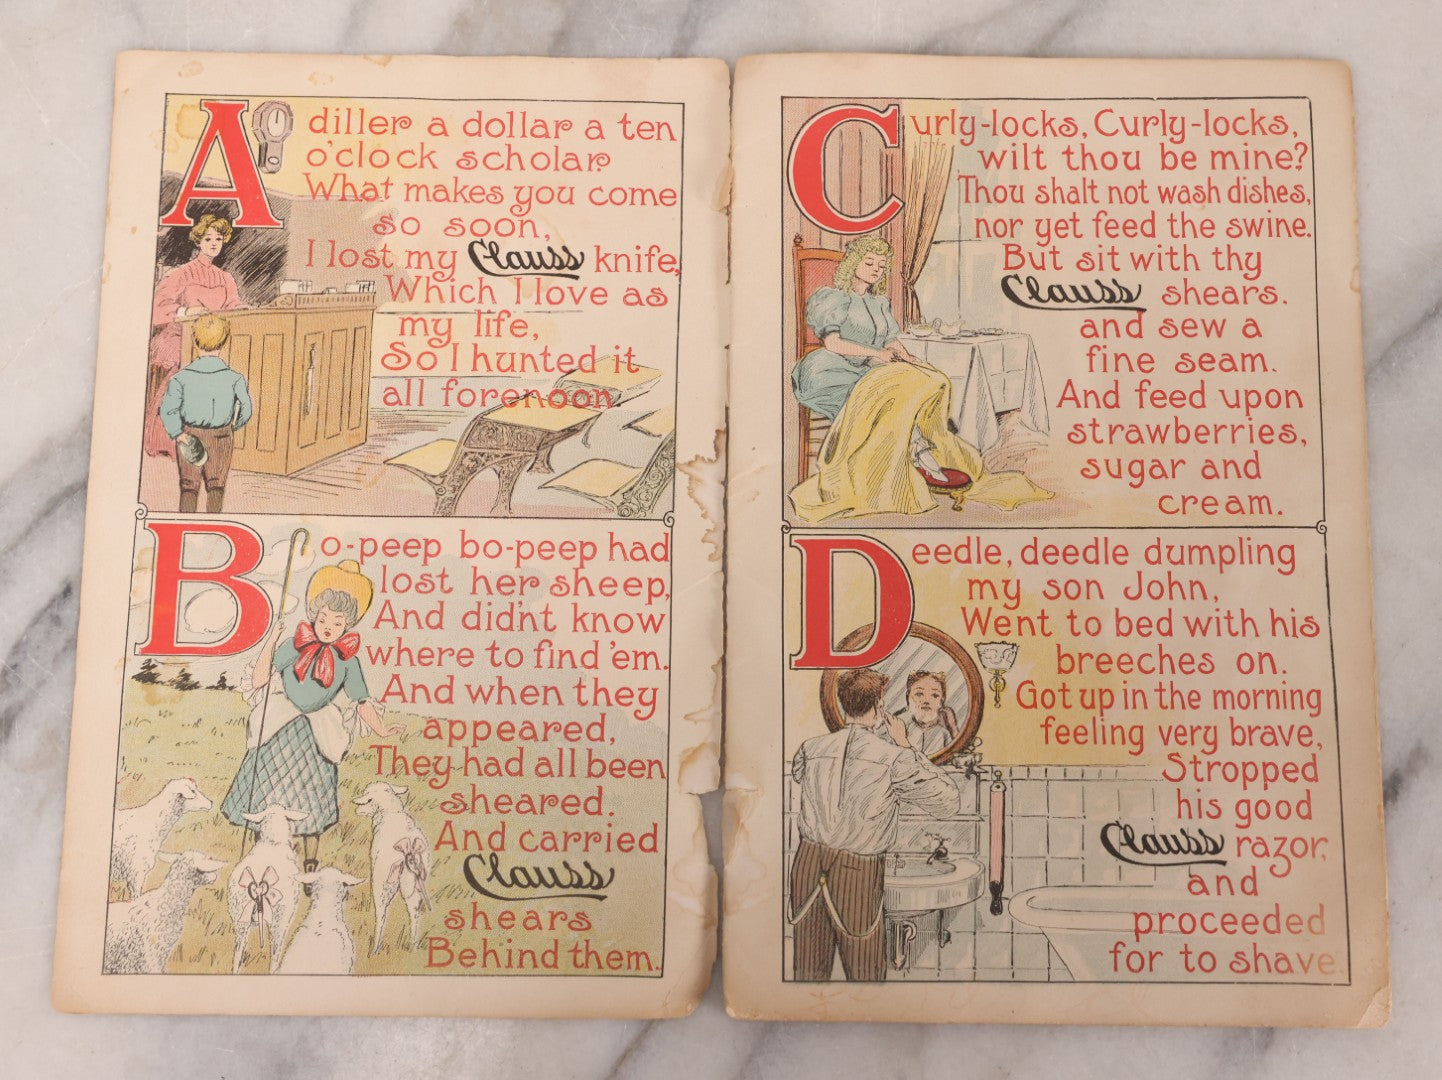 A diller a dollar a ten
o'clock scholar
What makes you come
so soon,
I lost my Clauss knife,
Which I love as
my life,
So I hunted it
all forenoon.
Bo-peep bo-peep had
lost her sheep,
And did'nt know
where to find 'em.
And when they
appeared,
They had all been
sheared.
And carried
Clauss
shears
Behind them.
Curly-locks, Curly-locks,
wilt thou be mine?
Thou shalt not wash dishes,
nor yet feed the swine.
But sit with thy
Clauss shears.
and sew a
fine seam.
And feed upon
strawberries,
sugar and
cream.
Deedle, deedle dumpling
my son John,
Went to bed with his
breeches on.
Got up in the morning
feeling very brave,
Stropped
his good
Clauss razor,
and
proceeded
for to shave.